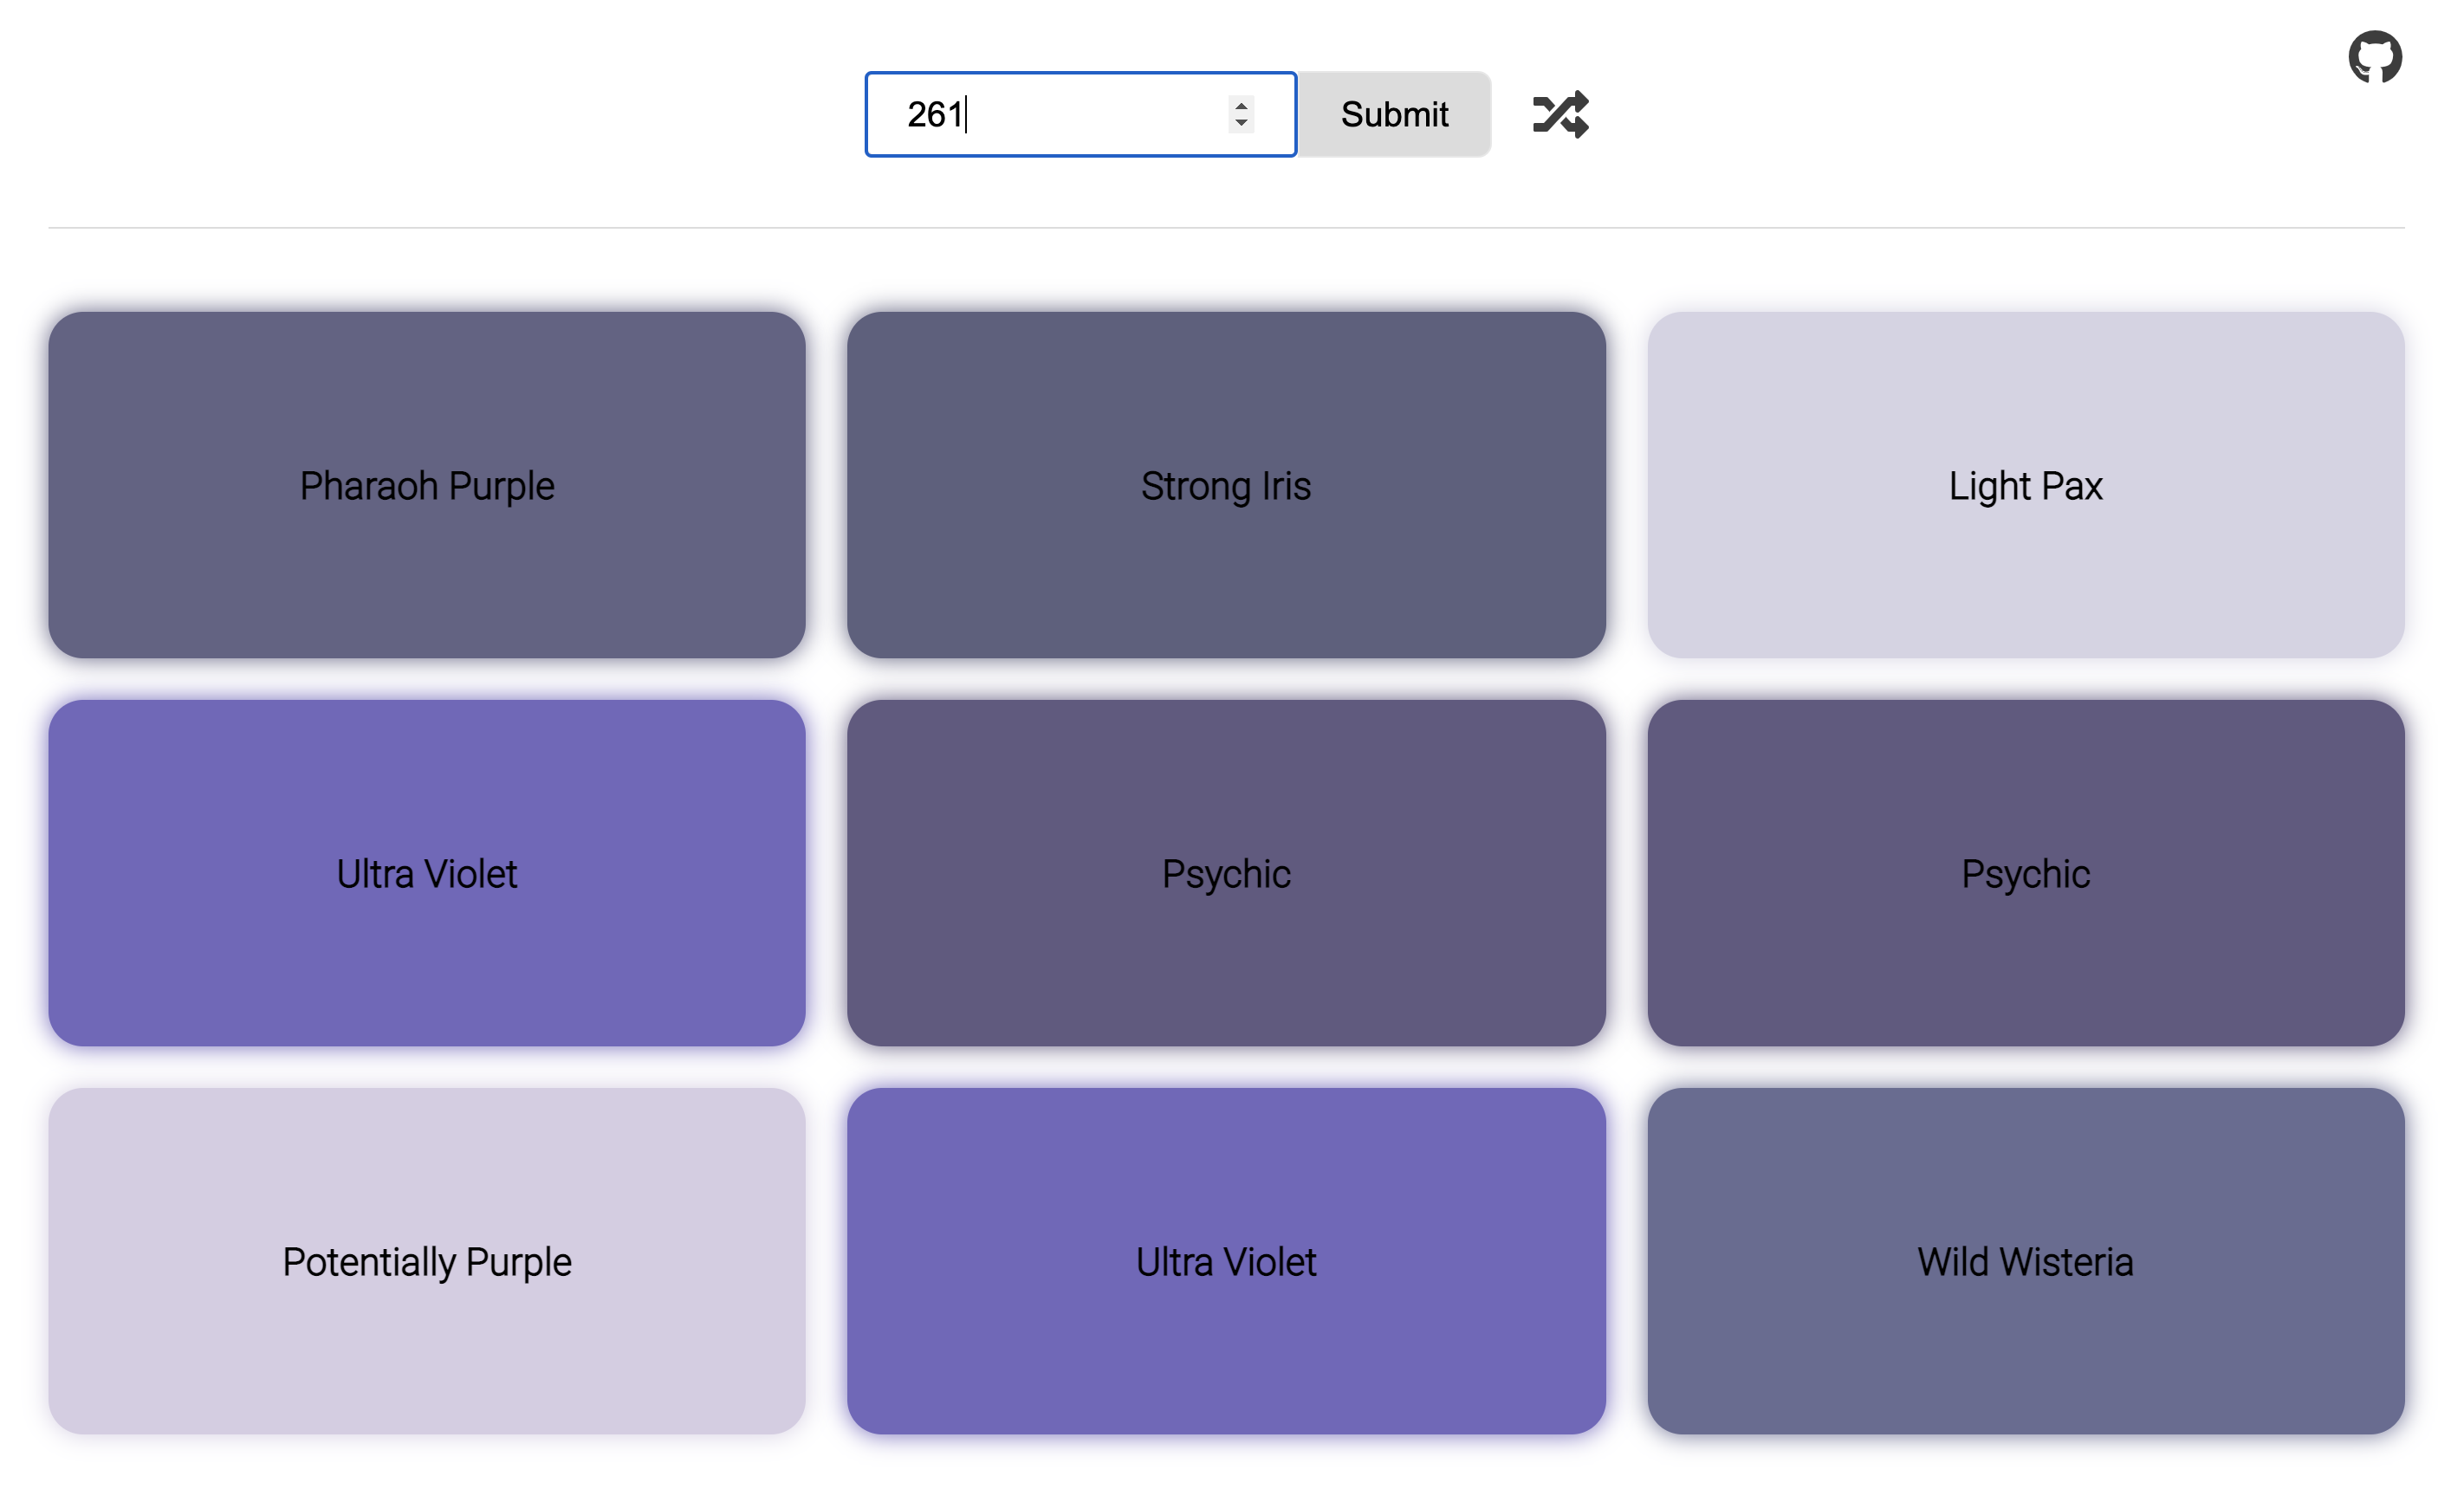 261
Submit
Pharaoh Purple
Strong Iris
Light Pax
Ultra Violet
Psychic
Psychic
Potentially Purple
Ultra Violet
Wild Wisteria